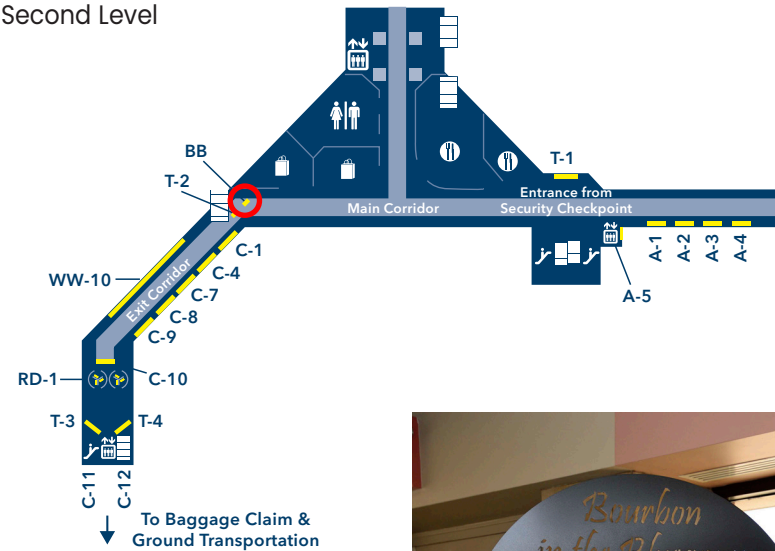 Second Level
BB
T-2
T-1
Entrance from
Main Corridor
Security Checkpoint
C-1
C-4
C-7
C-8
C-9
WW-10
Exit Corridor
A-1
A-2
A-3
A-4
A-5
RD-1
C-10
T-3
T-4
C-11
C-12
To Baggage Claim &
Ground Transportation
Bourbon
in the